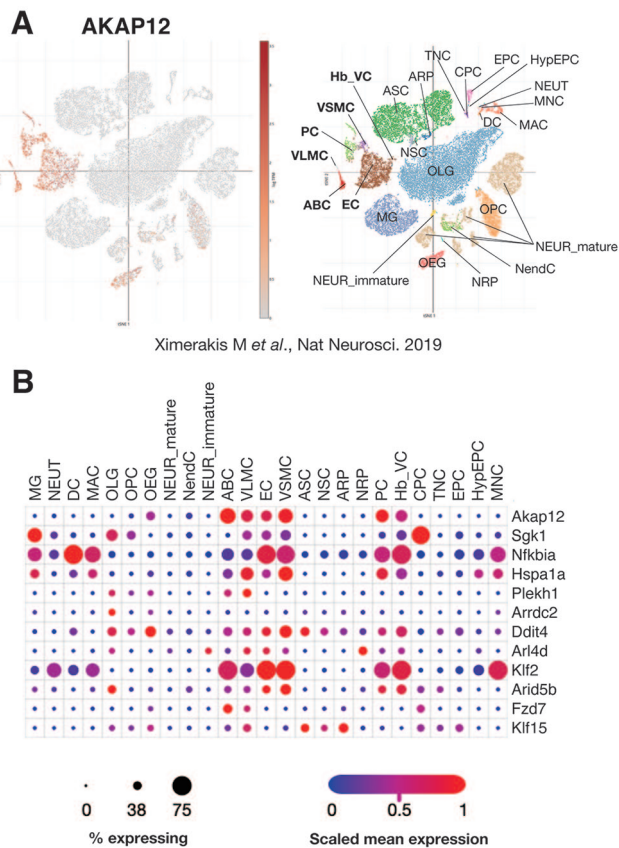 A
AKAP12
Hb_VC
VSMC
PC
VLMC
ABC
EC
ASC
TNC
ARP
CPC
EPC
HypEPC
NEUT
MNC
DC
MAC
NSC
OLG
MG
OPC
NEUR_mature
NendC
NRP
OEG
NEUR_immature
Ximerakis M et al., Nat Neurosci. 2019
B
MG NEUT DC MAC OLG OPC OEG NEUR_mature NendC NEUR_immature ABC VLMC EC VSMC ASC NSC ARP NRP PC Hb_VC CPC TNC EPC HypEPC MNC
Akap12
Sgk1
Nfkbia
Hspa1a
Plekh1
Arrdc2
Ddit4
Arl4d
Klf2
Arid5b
Fzd7
Klf15
0 38 75
% expressing
0 0.5 1
Scaled mean expression